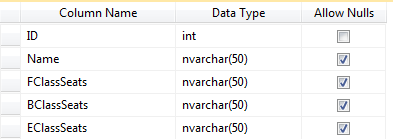 Column Name Data Type Allow Nulls
ID int
Name nvarchar(50)
FClassSeats nvarchar(50)
BClassSeats nvarchar(50)
EClassSeats nvarchar(50)